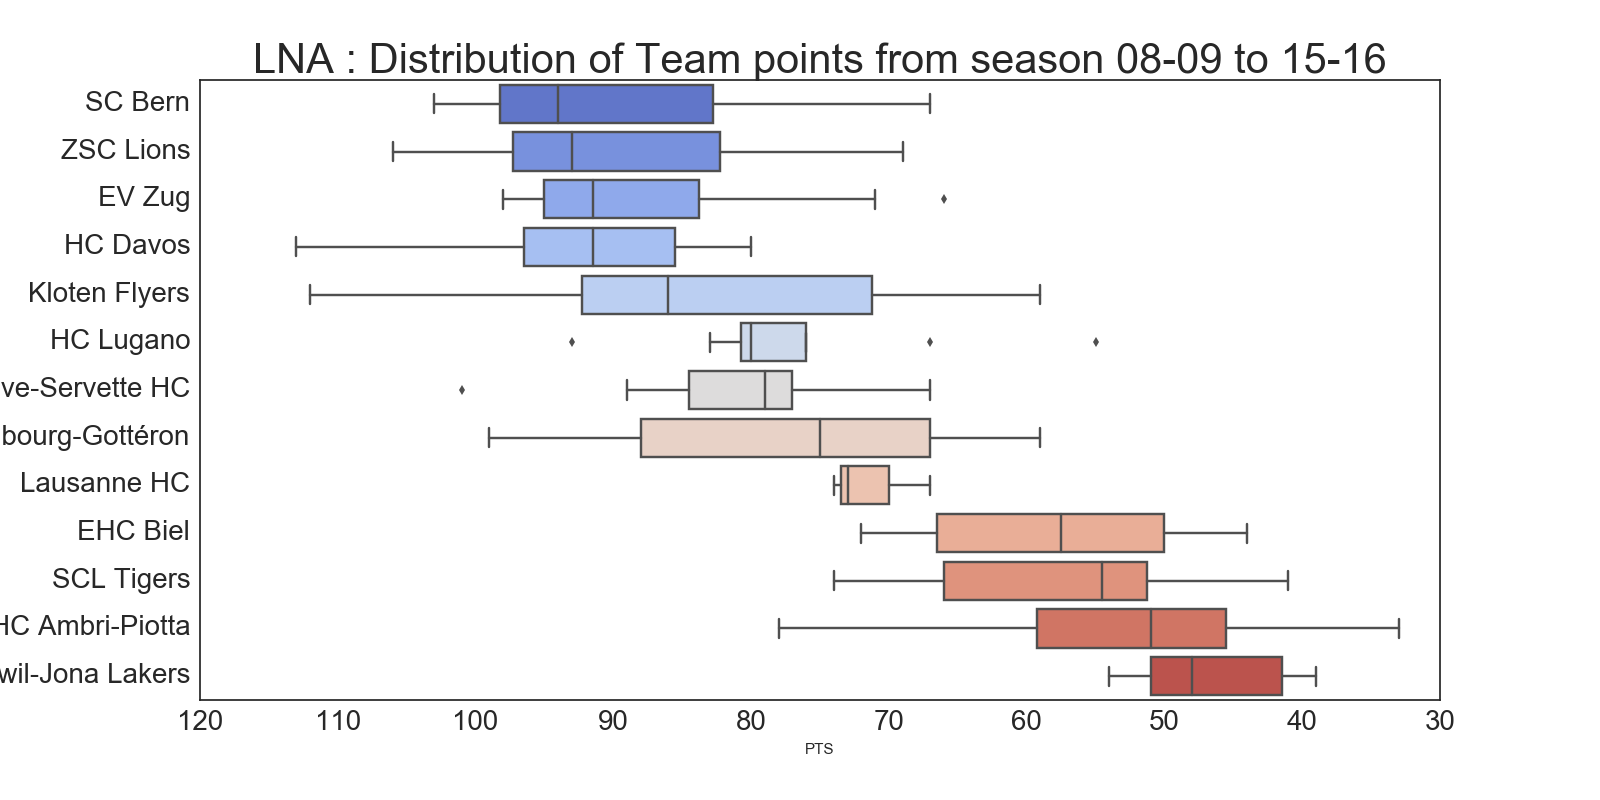 LNA : Distribution of Team points from season 08-09 to 15-16
SC Bern
ZSC Lions
EV Zug
HC Davos
Kloten Flyers
HC Lugano
ve-Servette HC
bourg-Gottéron
Lausanne HC
EHC Biel
SCL Tigers
HC Ambri-Piotta
wil-Jona Lakers
120 110 100 90 80 70 60 50 40 30
PTS